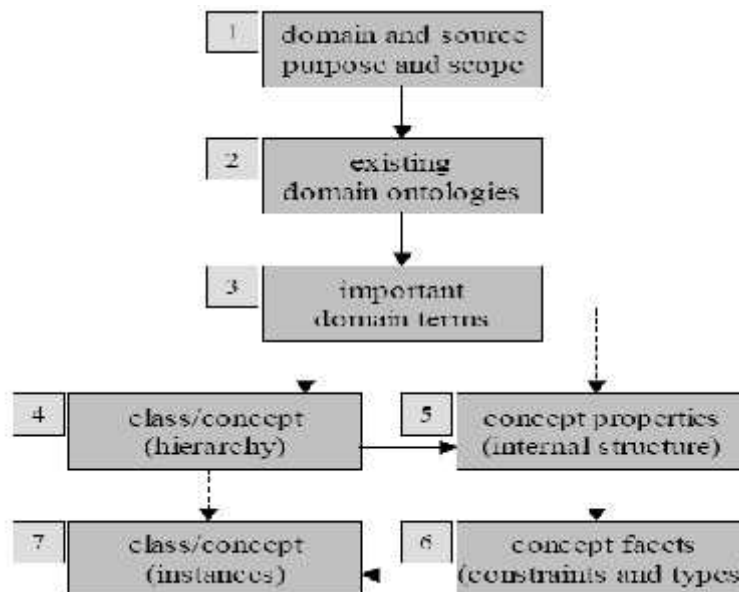 1
domain and source
purpose and scope
2
existing
domain ontologies
3
important
domain terms
4
class/concept
(hierarchy)
5
concept properties
(internal structure)
7
class/concept
(instances)
6
concept facets
(constraints and types